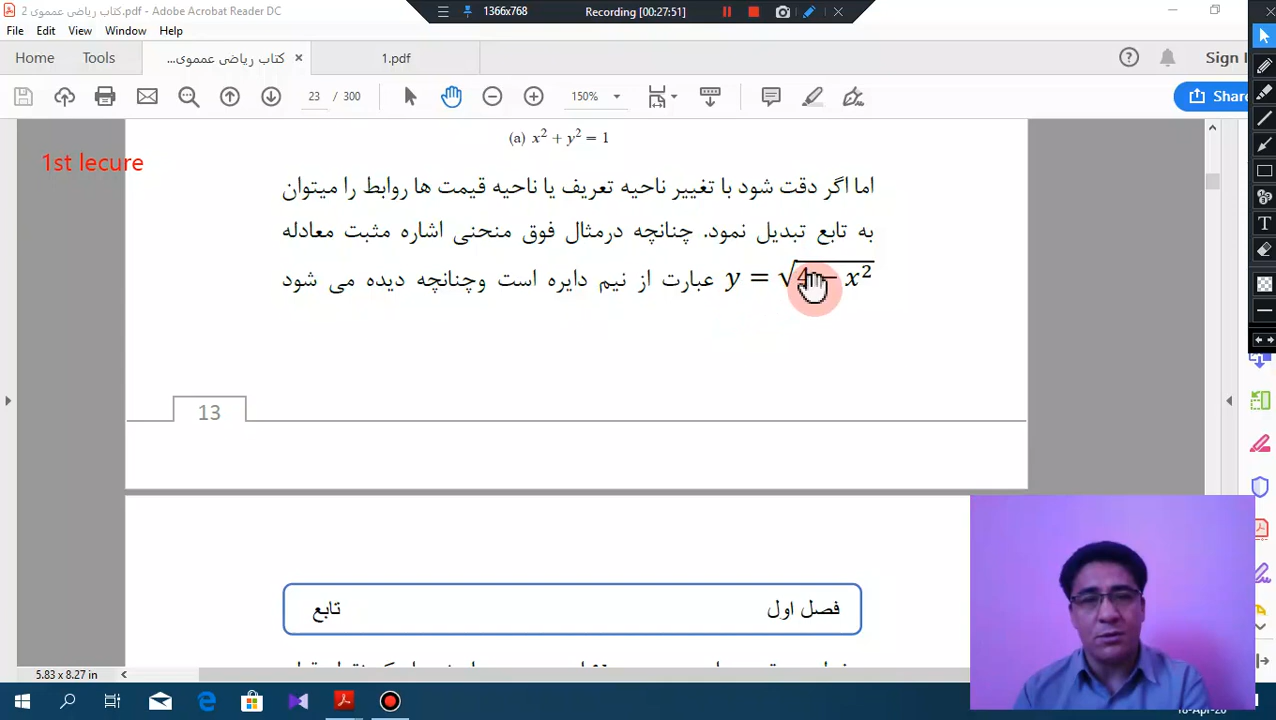 کتاب ریاضی عمموی 2.pdf - Adobe Acrobat Reader DC
1366x768
Recording [00:27:51]
File Edit View Window Help
Home Tools
کتاب ریاضی عمموی...
1.pdf
Sign
23 / 300
150%
Share
(a) x² + y² = 1
1st lecure
اما اگر دقت شود با تغییر ناحیه تعریف یا ناحیه قیمت ها روابط را میتوان
به تابع تبدیل نمود. چنانچه درمثال فوق منحنی اشاره مثبت معادله
y = √4 − x² عبارت از نیم دایره است وچنانچه دیده می شود
13
فصل اول
تابع
5.83 x 8.27 in